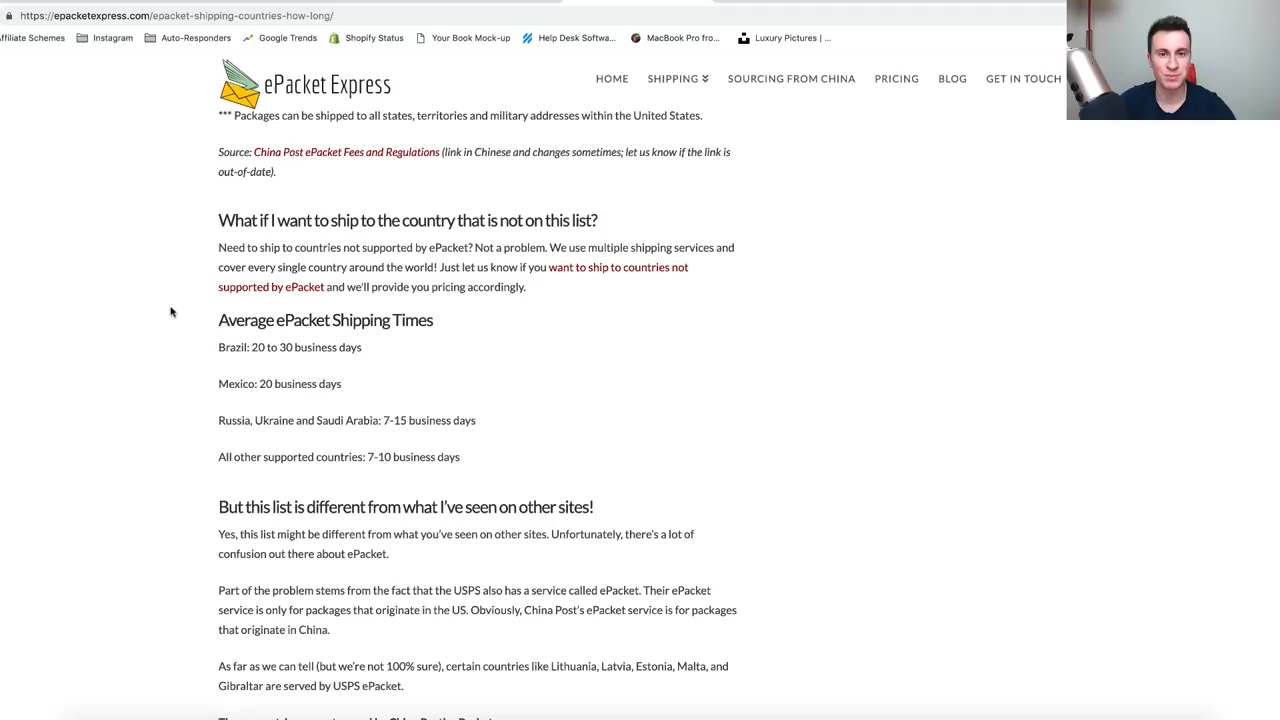 https://epacketexpress.com/epacket-shipping-countries-how-long/
ffiliate Schemes Instagram Auto-Responders Google Trends Shopify Status Your Book Mock-up Help Desk Softwa... MacBook Pro fro... Luxury Pictures | ...
ePacket Express
HOME SHIPPING SOURCING FROM CHINA PRICING BLOG GET IN TOUCH
*** Packages can be shipped to all states, territories and military addresses within the United States.
Source: China Post ePacket Fees and Regulations (link in Chinese and changes sometimes; let us know if the link is
out-of-date).
What if I want to ship to the country that is not on this list?
Need to ship to countries not supported by ePacket? Not a problem. We use multiple shipping services and
cover every single country around the world! Just let us know if you want to ship to countries not
supported by ePacket and we'll provide you pricing accordingly.
Average ePacket Shipping Times
Brazil: 20 to 30 business days
Mexico: 20 business days
Russia, Ukraine and Saudi Arabia: 7-15 business days
All other supported countries: 7-10 business days
But this list is different from what I've seen on other sites!
Yes, this list might be different from what you've seen on other sites. Unfortunately, there's a lot of
confusion out there about ePacket.
Part of the problem stems from the fact that the USPS also has a service called ePacket. Their ePacket
service is only for packages that originate in the US. Obviously, China Post's ePacket service is for packages
that originate in China.
As far as we can tell (but we're not 100% sure), certain countries like Lithuania, Latvia, Estonia, Malta, and
Gibraltar are served by USPS ePacket.